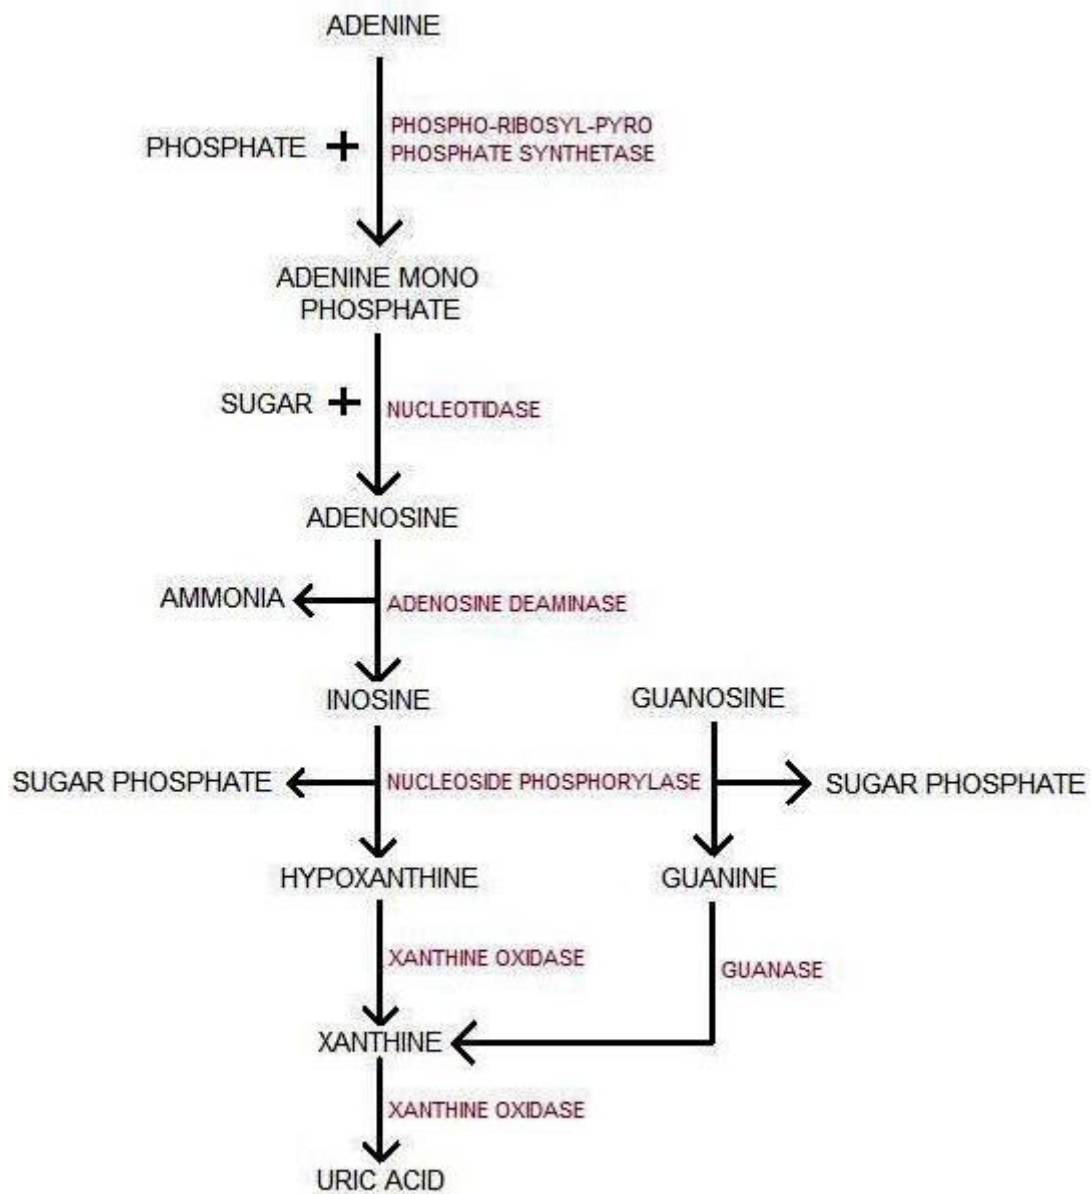 ADENINE
PHOSPHO-RIBOSYL-PYRO
PHOSPHATE +
PHOSPHATE SYNTHETASE
ADENINE MONO
PHOSPHATE
SUGAR + NUCLEOTIDASE
ADENOSINE
AMMONIA ADENOSINE DEAMINASE
INOSINE GUANOSINE
SUGAR PHOSPHATE NUCLEOSIDE PHOSPHORYLASE SUGAR PHOSPHATE
HYPOXANTHINE GUANINE
XANTHINE OXIDASE GUANASE
XANTHINE
XANTHINE OXIDASE
URIC ACID